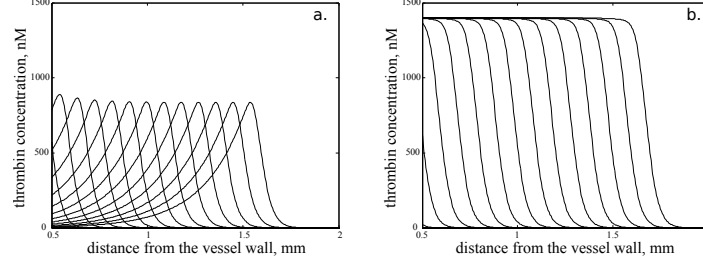 a.
1500
1000
500
0
thrombin concentration, nM
0.5
1
1.5
2
distance from the vessel wall, mm
b.
1500
1000
500
0
thrombin concentration, nM
0.5
1
1.5
distance from the vessel wall, mm